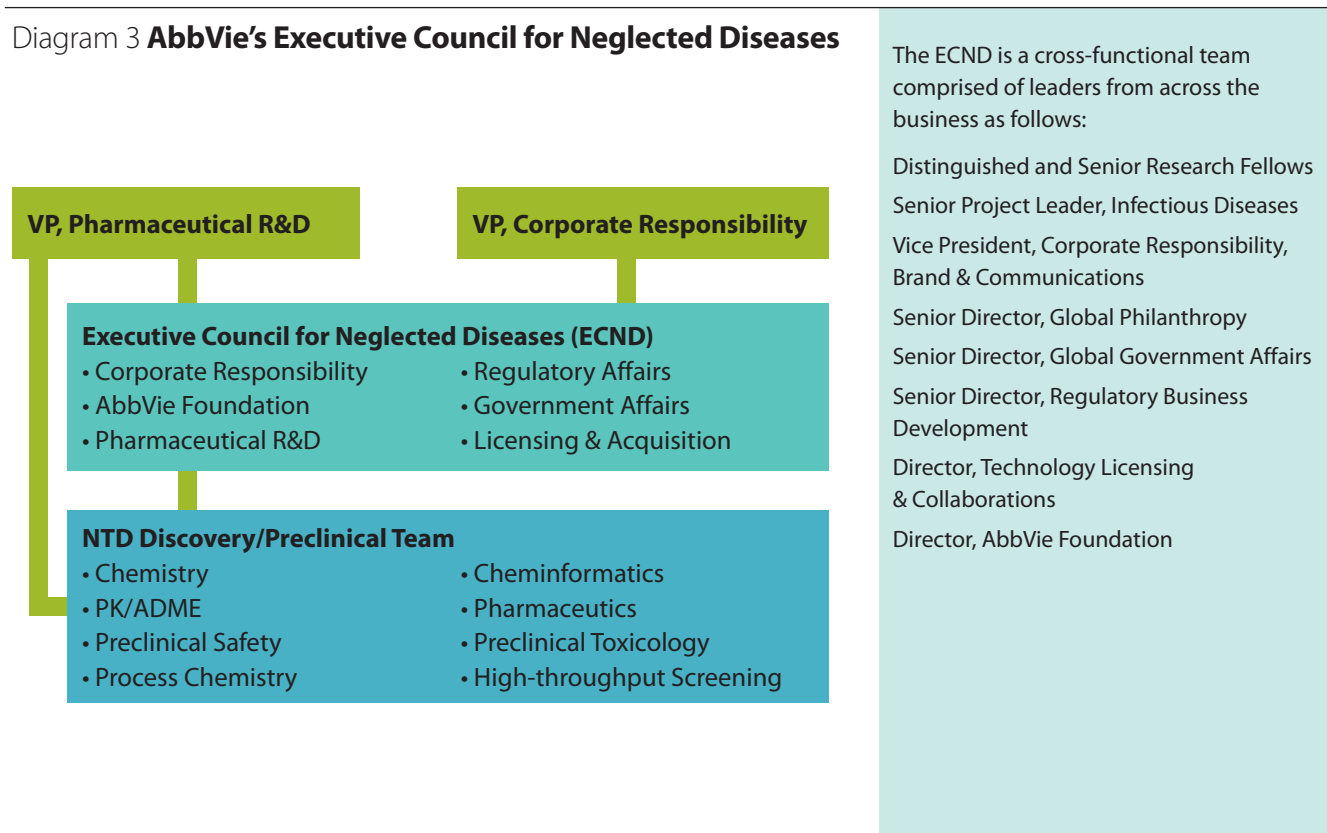 Diagram 3 AbbVie's Executive Council for Neglected Diseases
VP, Pharmaceutical R&D
VP, Corporate Responsibility
Executive Council for Neglected Diseases (ECND)
• Corporate Responsibility
• AbbVie Foundation
• Pharmaceutical R&D
• Regulatory Affairs
• Government Affairs
• Licensing & Acquisition
NTD Discovery/Preclinical Team
• Chemistry
• PK/ADME
• Preclinical Safety
• Process Chemistry
• Cheminformatics
• Pharmaceutics
• Preclinical Toxicology
• High-throughput Screening
The ECND is a cross-functional team
comprised of leaders from across the
business as follows:
Distinguished and Senior Research Fellows
Senior Project Leader, Infectious Diseases
Vice President, Corporate Responsibility,
Brand & Communications
Senior Director, Global Philanthropy
Senior Director, Global Government Affairs
Senior Director, Regulatory Business
Development
Director, Technology Licensing
& Collaborations
Director, AbbVie Foundation